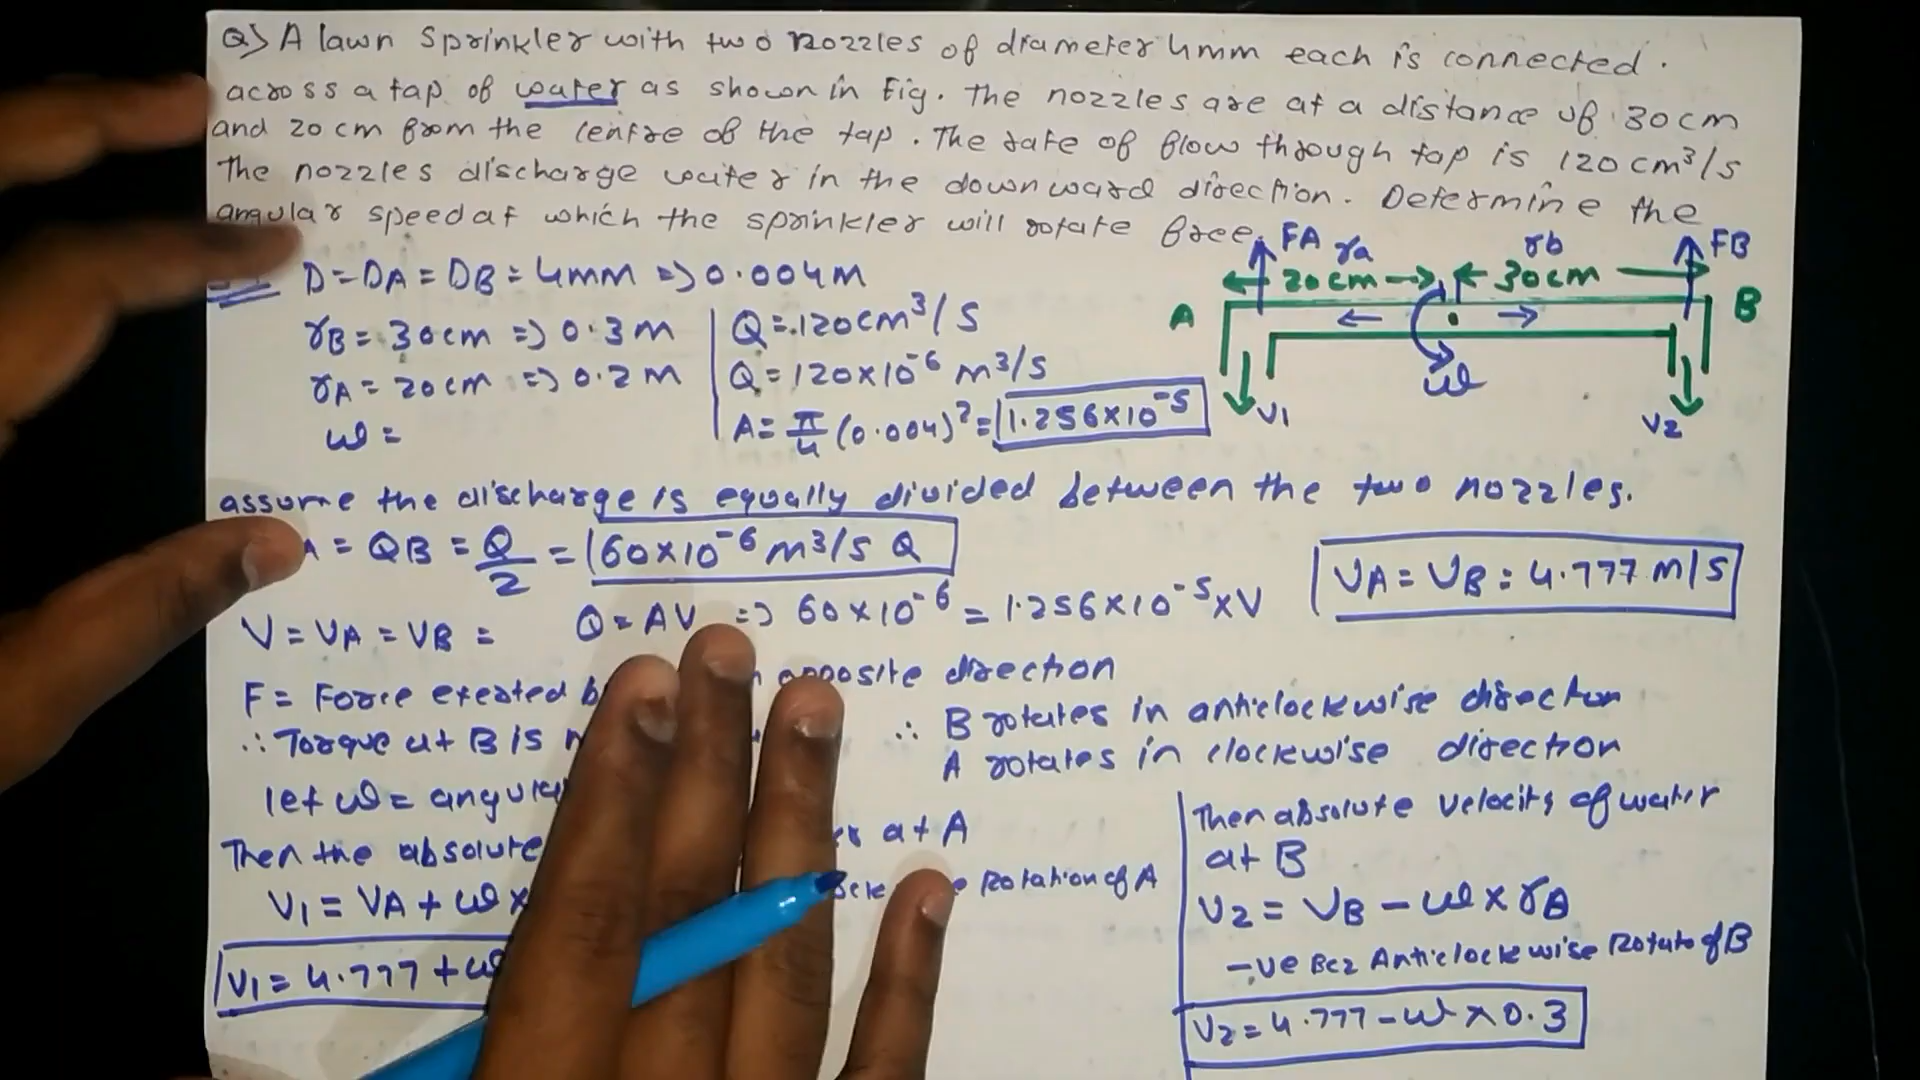 Q) A lawn sprinkler with two nozzles of diameter 4mm each is connected.
across a tap of water as shown in Fig. The nozzles are at a distance of 30cm
and 20cm from the centre of the tap. The rate of flow through tap is 120cm³/s
The nozzles discharge water in the downward direction. Determine the
angular speed at which the sprinkler will rotate free.
D=DA=DB=4mm => 0.004M
rB = 30cm => 0.3m
rA = 20cm => 0.2m
ω =
Q=.120cm³/s
Q=120×10⁻⁶ m³/s
A= π/4 (0.004)² = 1.256×10⁻⁵
FA ra rb FB
20cm 30cm
A B
ω
V1 V2
assume the discharge is equally divided between the two nozzles.
= QB = Q/2 = 60×10⁻⁶ m³/s Q
VA = VB = 4.777 m/s
V = VA = VB = Q = AV => 60×10⁻⁶ = 1.256×10⁻⁵×V
F = Force exerted opposite direction
∴ Torque at B is
∴ B rotates in anticlockwise direction
A rotates in clockwise direction
let ω =
Then the absolute at A
V1 = VA + ω× Rotation of A
V1 = 4.777 + ω
Then absolute velocity of water
at B
V2 = VB - ω × rB
-ve Bcz Anticlockwise Rotato of B
V2 = 4.777 - ω × 0.3